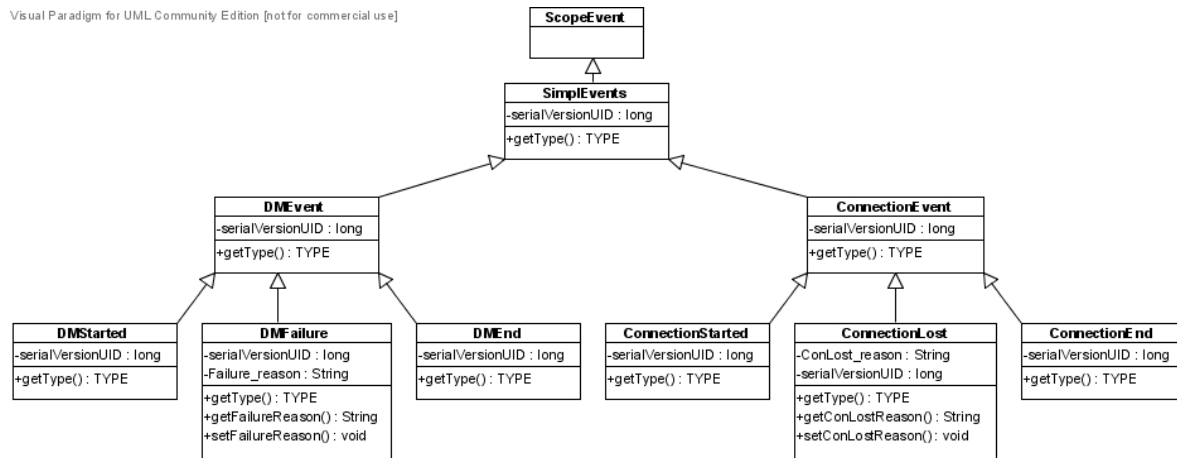 Visual Paradigm for UML Community Edition [not for commercial use]
ScopeEvent
SimplEvents
-serialVersionUID : long
+getType() : TYPE
DMEvent
-serialVersionUID : long
+getType() : TYPE
ConnectionEvent
-serialVersionUID : long
+getType() : TYPE
DMStarted
-serialVersionUID : long
+getType() : TYPE
DMFailure
-serialVersionUID : long
-Failure_reason : String
+getType() : TYPE
+getFailureReason() : String
+setFailureReason() : void
DMEnd
-serialVersionUID : long
+getType() : TYPE
ConnectionStarted
-serialVersionUID : long
+getType() : TYPE
ConnectionLost
-ConLost_reason : String
-serialVersionUID : long
+getType() : TYPE
+getConLostReason() : String
+setConLostReason() : void
ConnectionEnd
-serialVersionUID : long
+getType() : TYPE